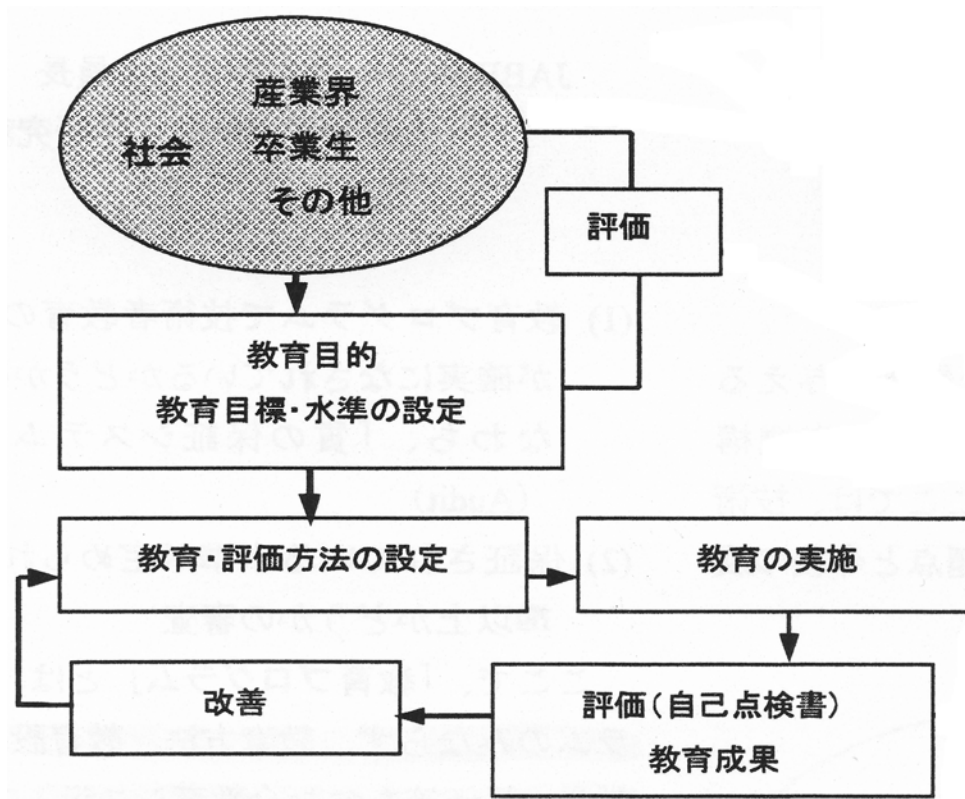 産業界
社会
卒業生
その他
評価
教育目的
教育目標・水準の設定
教育・評価方法の設定
教育の実施
改善
評価(自己点検書)
教育成果